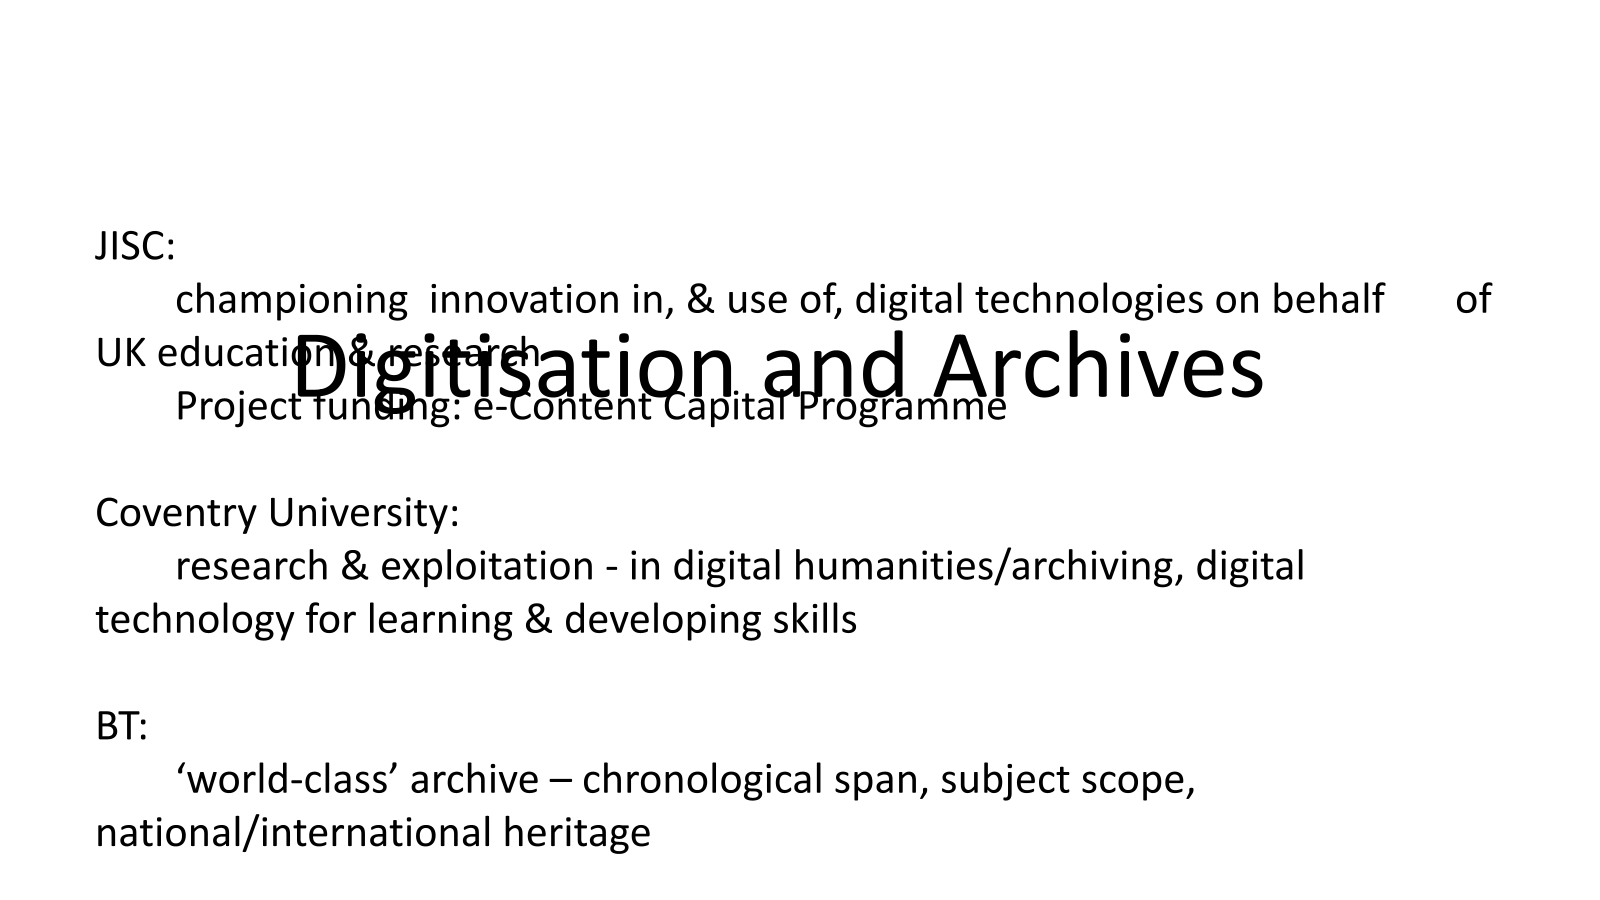 JISC:
championing innovation in, & use of, digital technologies on behalf of
UK education & research
Digitisation and Archives
Project funding: e-Content Capital Programme
Coventry University:
research & exploitation - in digital humanities/archiving, digital
technology for learning & developing skills
BT:
‘world-class’ archive – chronological span, subject scope,
national/international heritage